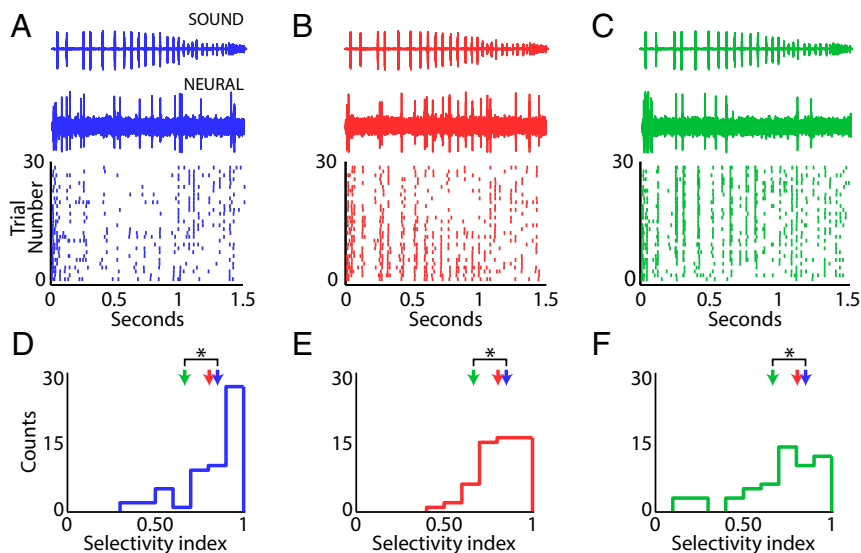 A
SOUND
NEURAL
30
Trial
Number
0
0 0.5 1 1.5
Seconds
B
30
0
0 0.5 1 1.5
Seconds
C
30
0
0 0.5 1 1.5
Seconds
D
*
30
Counts
15
0
0 0.50 1
Selectivity index
E
*
30
15
0
0 0.50 1
Selectivity index
F
*
30
15
0
0 0.50 1
Selectivity index